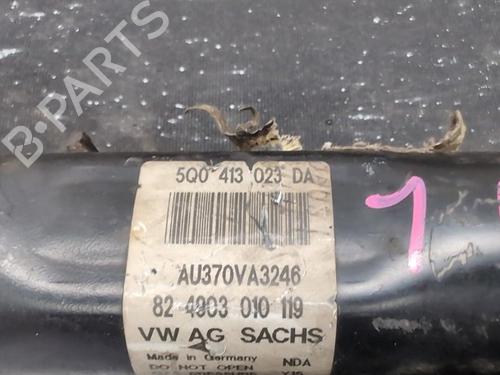 B-PARTS
5Q0 413 023 DA
1
AU370VA3246
82 4903 010 119
VW AG SACHS
Made in Germany NDA
DO NOT OPEN